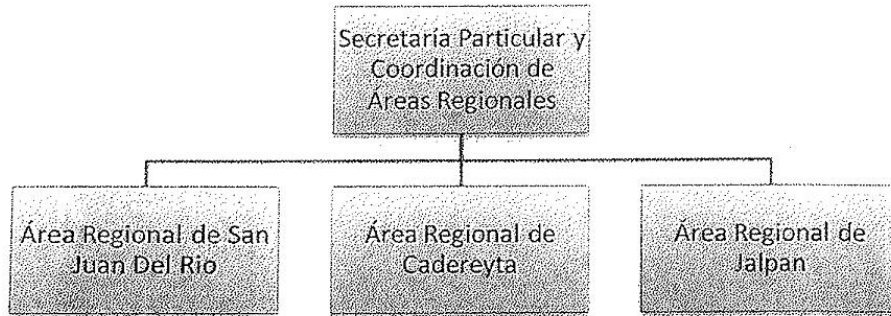 Secretaría Particular y
Coordinación de
Áreas Regionales
Área Regional de San
Juan Del Rio
Área Regional de
Cadereyta
Área Regional de
Jalpan